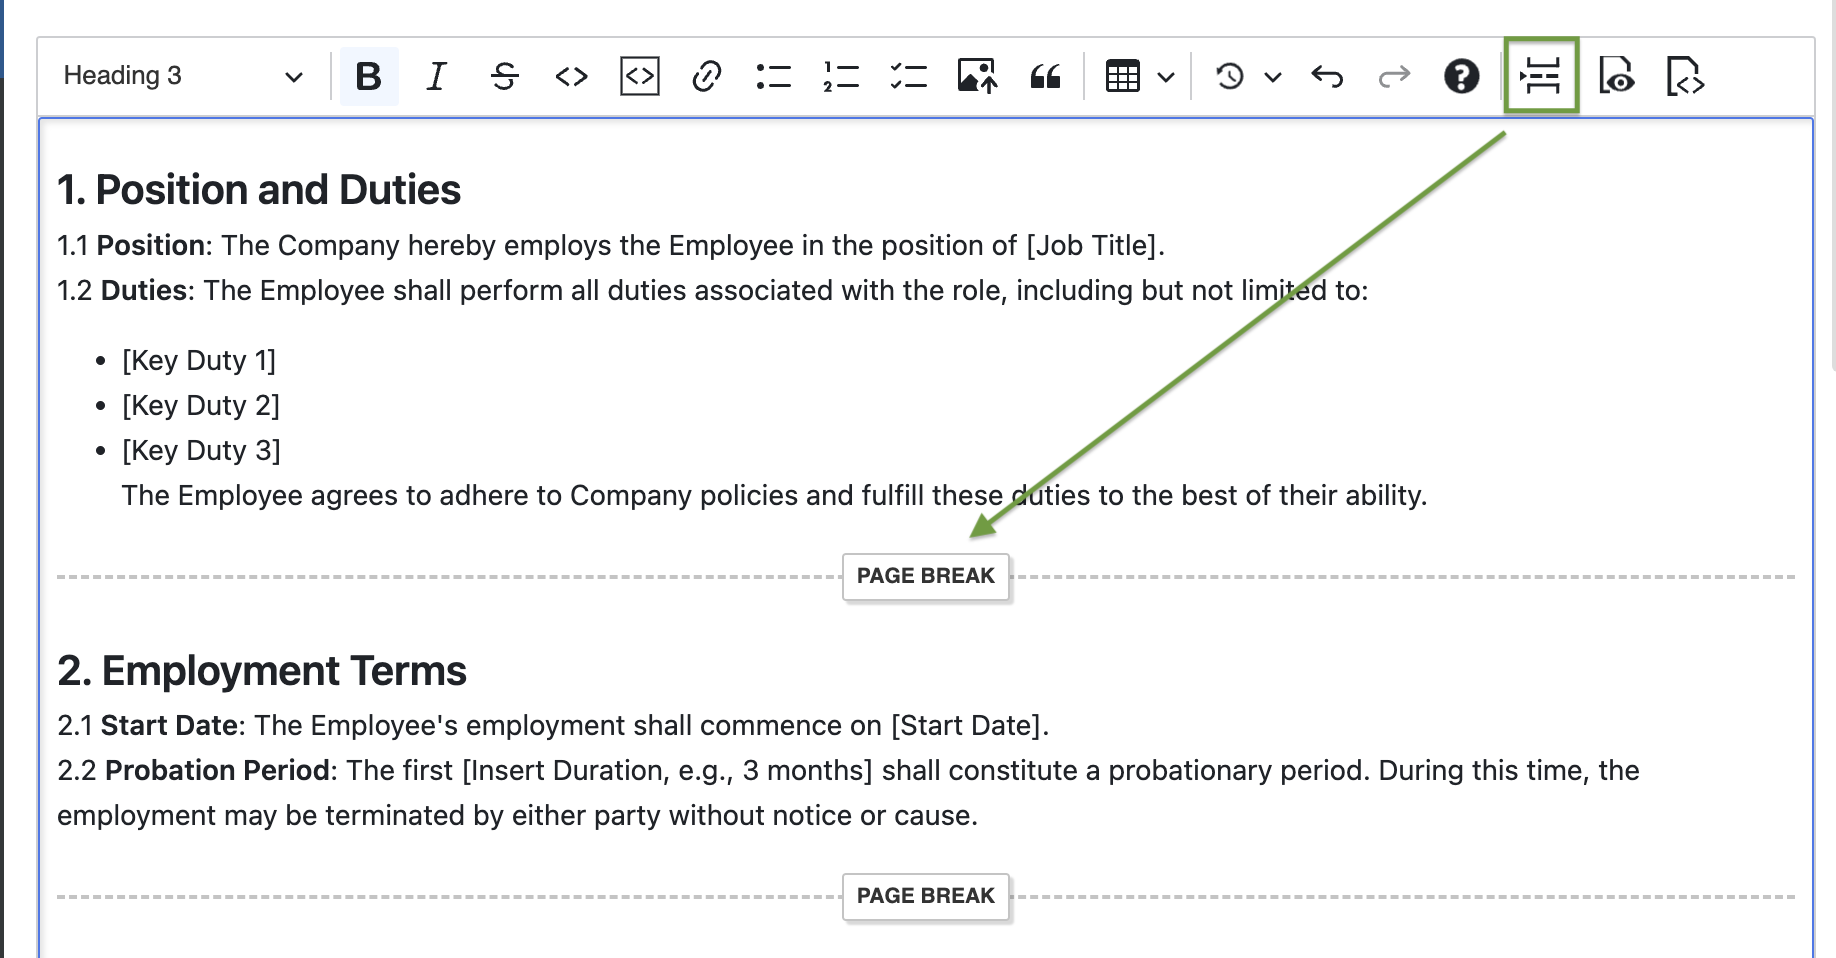 Heading 3
1. Position and Duties
1.1 Position: The Company hereby employs the Employee in the position of [Job Title].
1.2 Duties: The Employee shall perform all duties associated with the role, including but not limited to:
• [Key Duty 1]
• [Key Duty 2]
• [Key Duty 3]
The Employee agrees to adhere to Company policies and fulfill these duties to the best of their ability.
PAGE BREAK
2. Employment Terms
2.1 Start Date: The Employee's employment shall commence on [Start Date].
2.2 Probation Period: The first [Insert Duration, e.g., 3 months] shall constitute a probationary period. During this time, the
employment may be terminated by either party without notice or cause.
PAGE BREAK